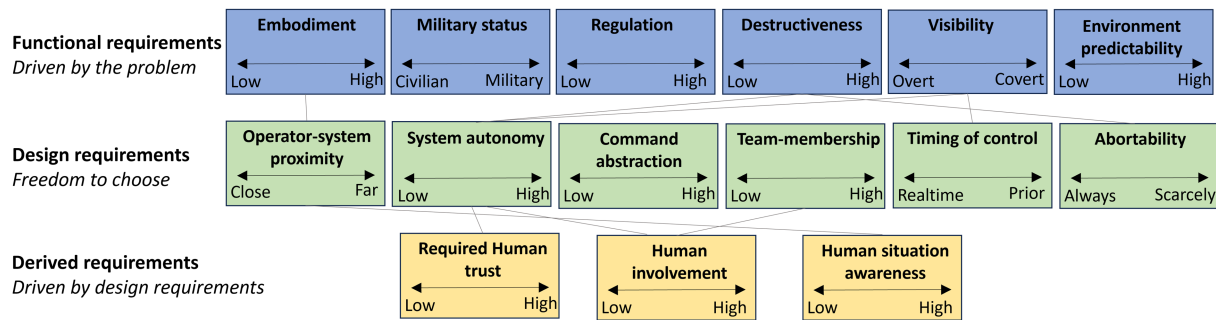 Functional requirements
Driven by the problem
Embodiment
Low High
Military status
Civilian Military
Regulation
Low High
Destructiveness
Low High
Visibility
Overt Covert
Environment
predictability
Low High
Design requirements
Freedom to choose
Operator-system
proximity
Close Far
System autonomy
Low High
Command
abstraction
Low High
Team-membership
Low High
Timing of control
Realtime Prior
Abortability
Always Scarcely
Derived requirements
Driven by design requirements
Required Human
trust
Low High
Human
involvement
Low High
Human situation
awareness
Low High